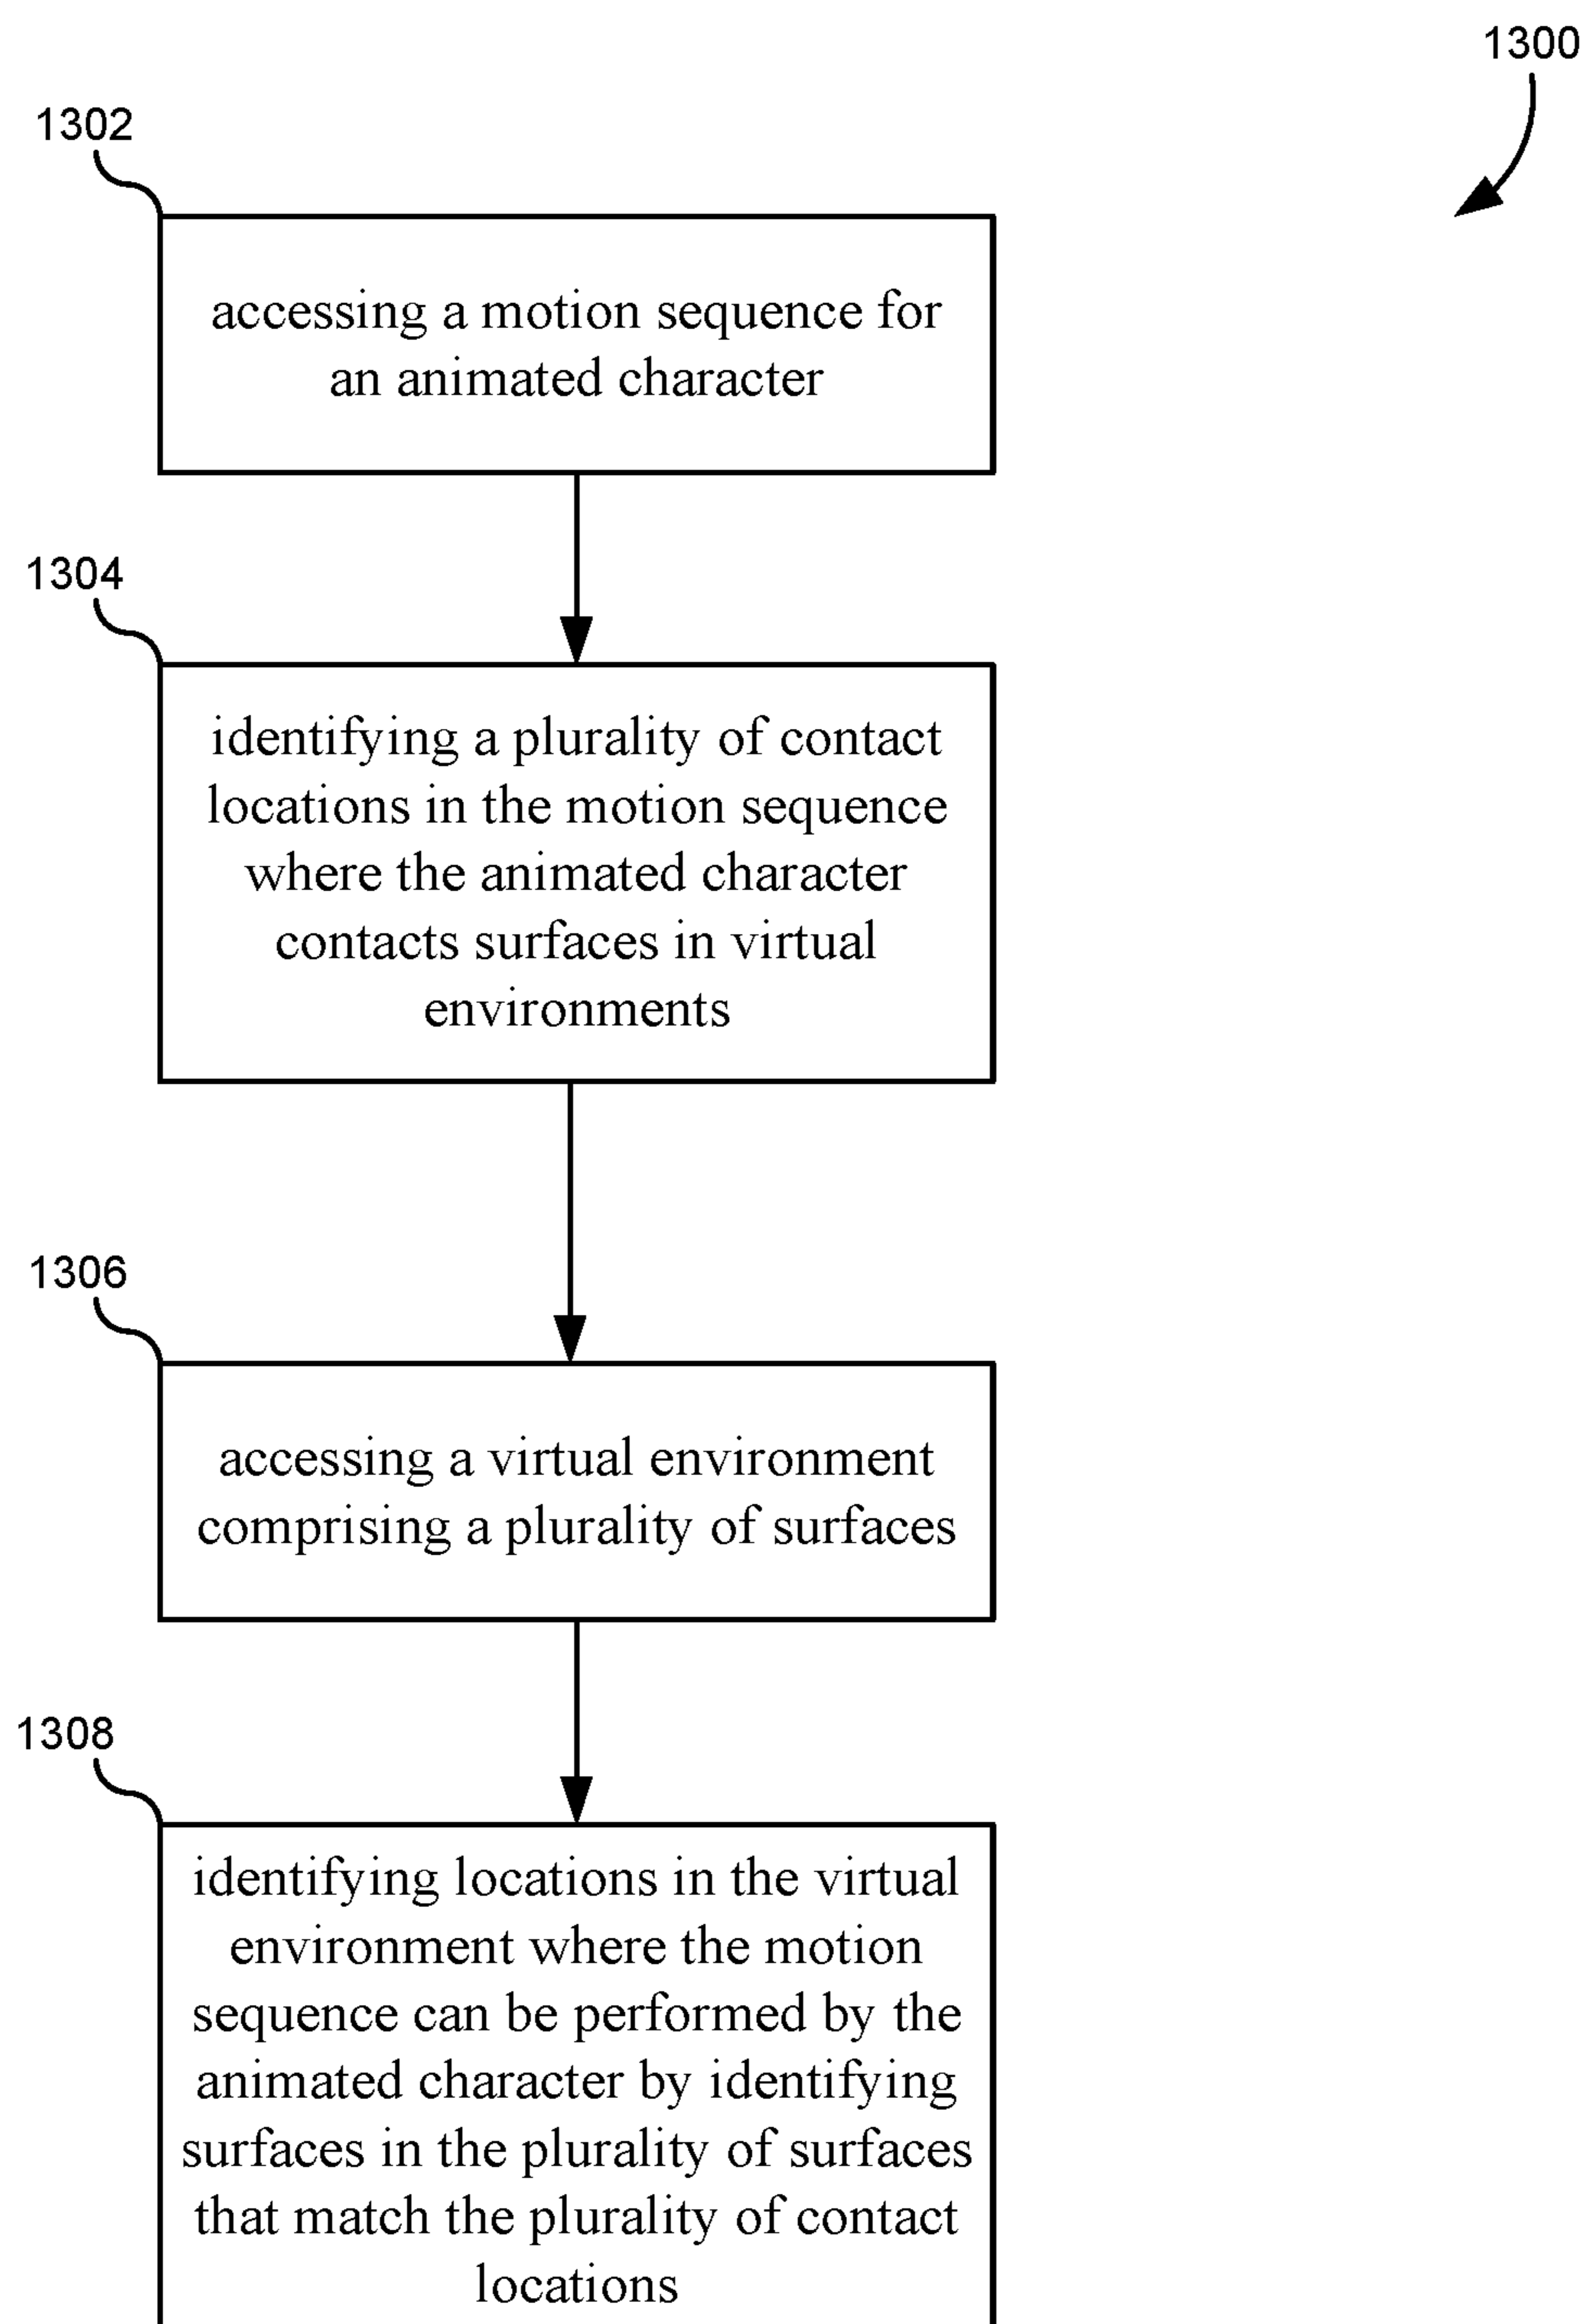 1300
1302
accessing a motion sequence for
an animated character
1304
identifying a plurality of contact
locations in the motion sequence
where the animated character
contacts surfaces in virtual
environments
1306
accessing a virtual environment
comprising a plurality of surfaces
1308
identifying locations in the virtual
environment where the motion
sequence can be performed by the
animated character by identifying
surfaces in the plurality of surfaces
that match the plurality of contact
locations